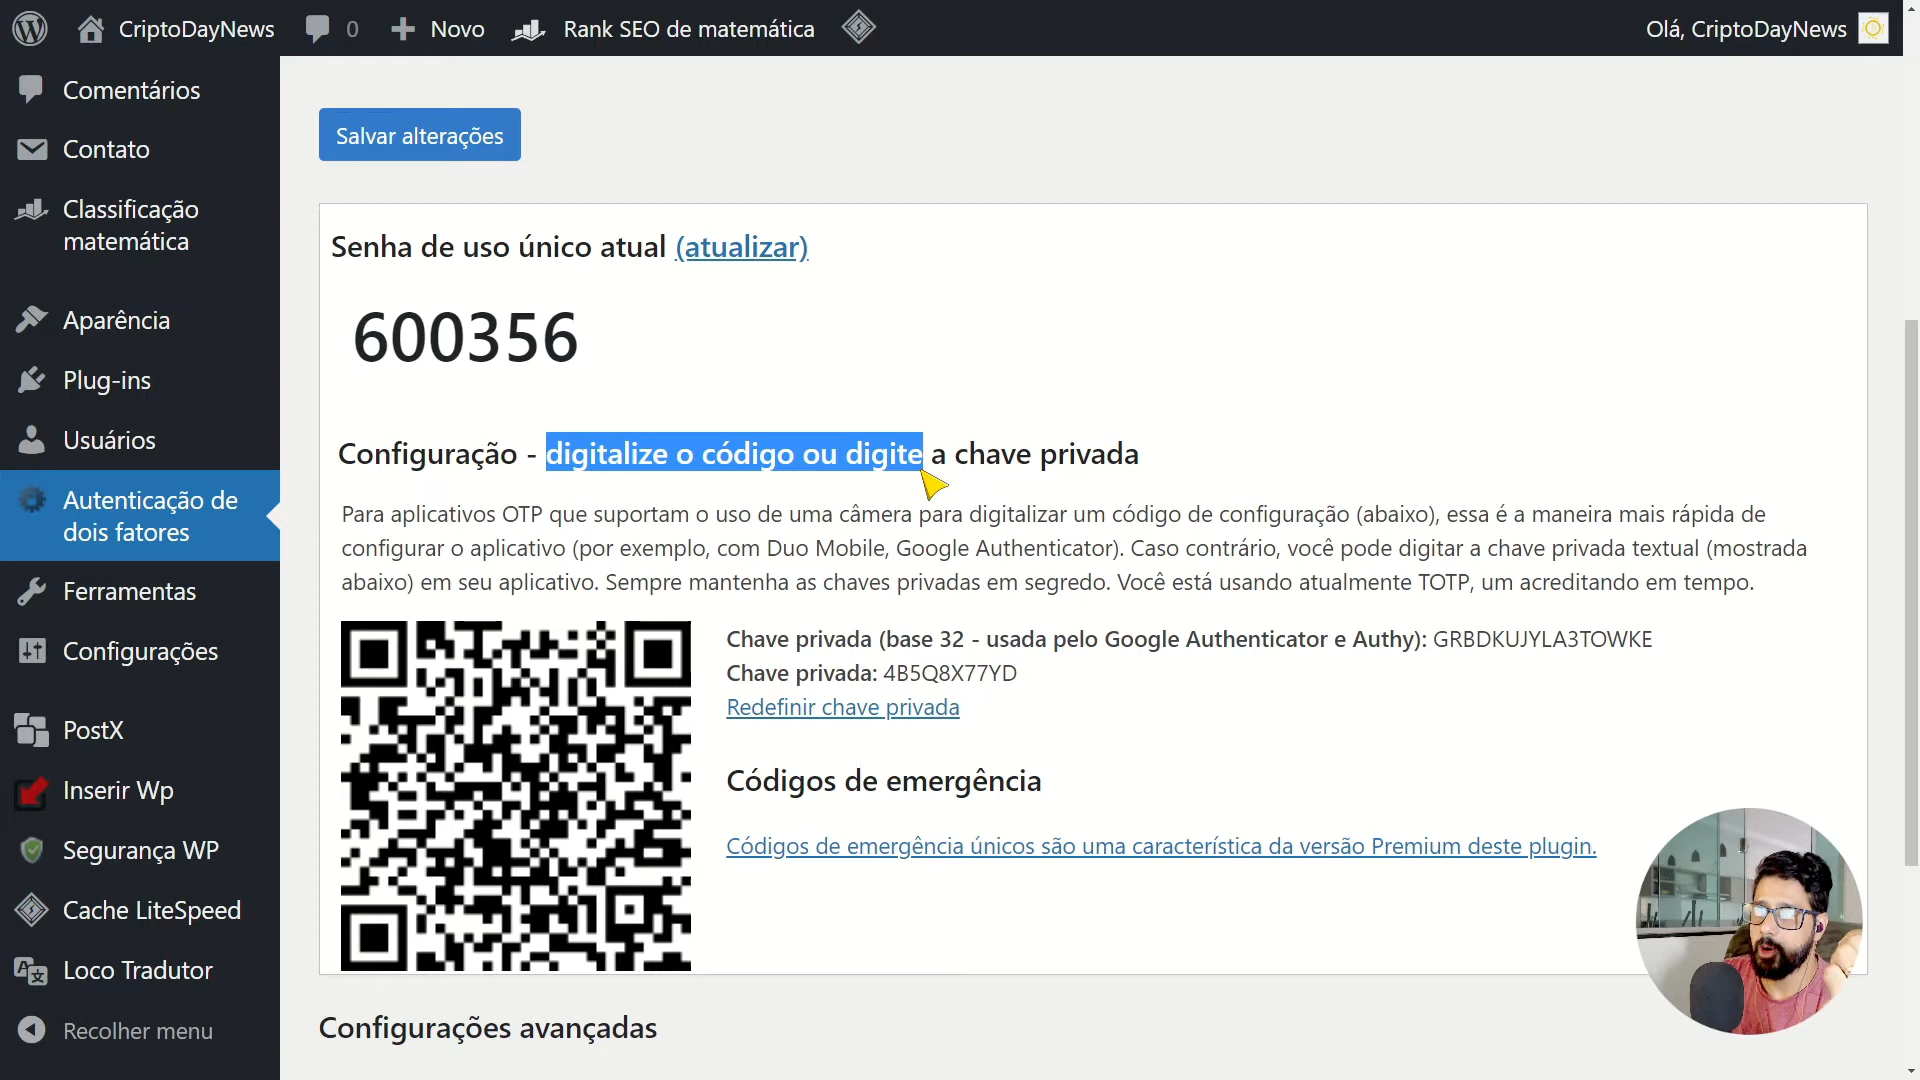 CriptoDayNews
0
Novo
Rank SEO de matemática
Olá, CriptoDayNews
Comentários
Contato
Classificação
matemática
Aparência
Plug-ins
Usuários
Autenticação de
dois fatores
Ferramentas
Configurações
PostX
Inserir Wp
Segurança WP
Cache LiteSpeed
Loco Tradutor
Recolher menu
Salvar alterações
Senha de uso único atual (atualizar)
600356
Configuração - digitalize o código ou digite a chave privada
Para aplicativos OTP que suportam o uso de uma câmera para digitalizar um código de configuração (abaixo), essa é a maneira mais rápida de
configurar o aplicativo (por exemplo, com Duo Mobile, Google Authenticator). Caso contrário, você pode digitar a chave privada textual (mostrada
abaixo) em seu aplicativo. Sempre mantenha as chaves privadas em segredo. Você está usando atualmente TOTP, um acreditando em tempo.
Chave privada (base 32 - usada pelo Google Authenticator e Authy): GRBDKUJYLA3TOWKE
Chave privada: 4B5Q8X77YD
Redefinir chave privada
Códigos de emergência
Códigos de emergência únicos são uma característica da versão Premium deste plugin.
Configurações avançadas